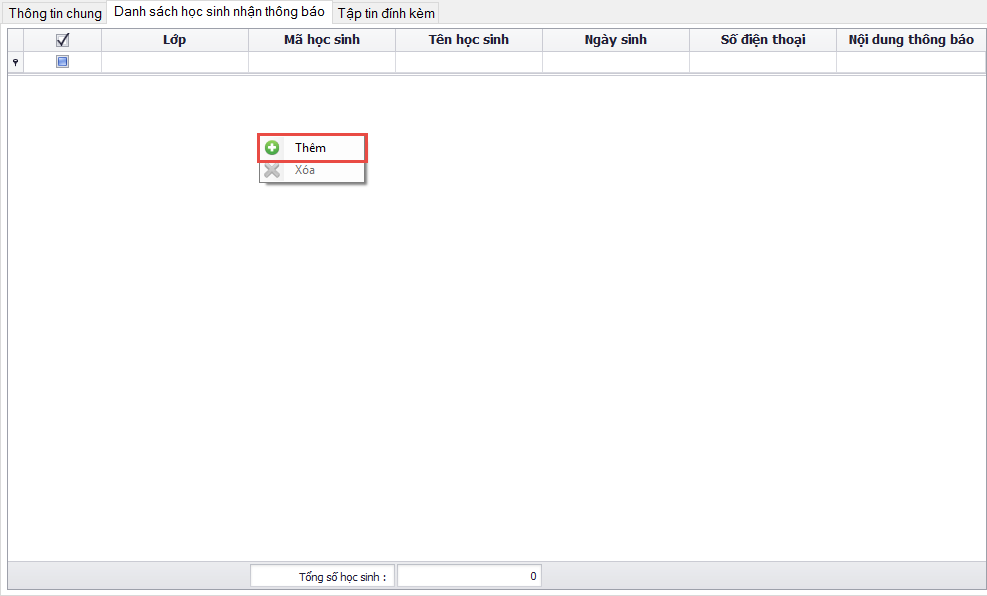 Thông tin chung Danh sách học sinh nhận thông báo Tập tin đính kèm
Lớp Mã học sinh Tên học sinh Ngày sinh Số điện thoại Nội dung thông báo
Thêm
Xóa
Tổng số học sinh : 0